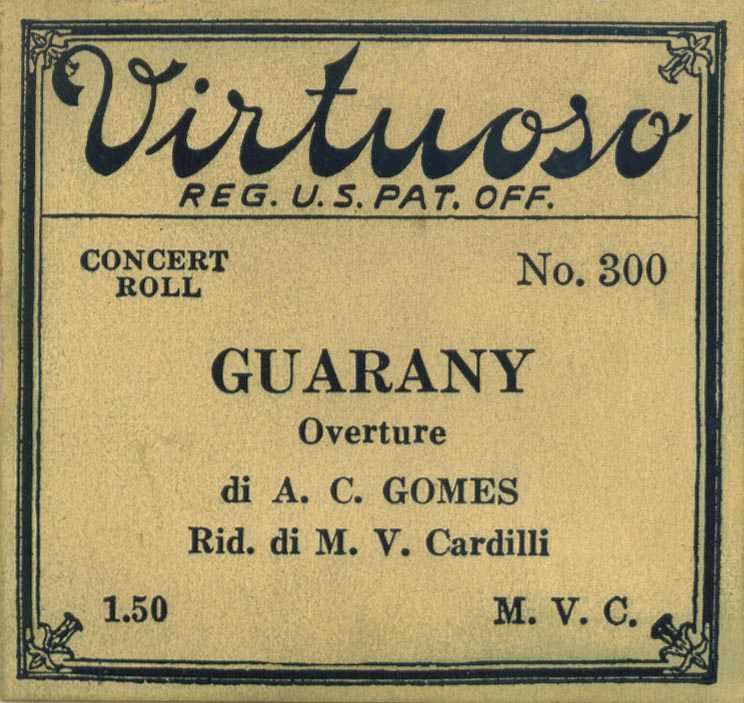 Virtuoso
REG. U.S. PAT. OFF.
CONCERT ROLL
No. 300
GUARANY
Overture
di A. C. GOMES
Rid. di M. V. Cardilli
1.50 M. V. C.